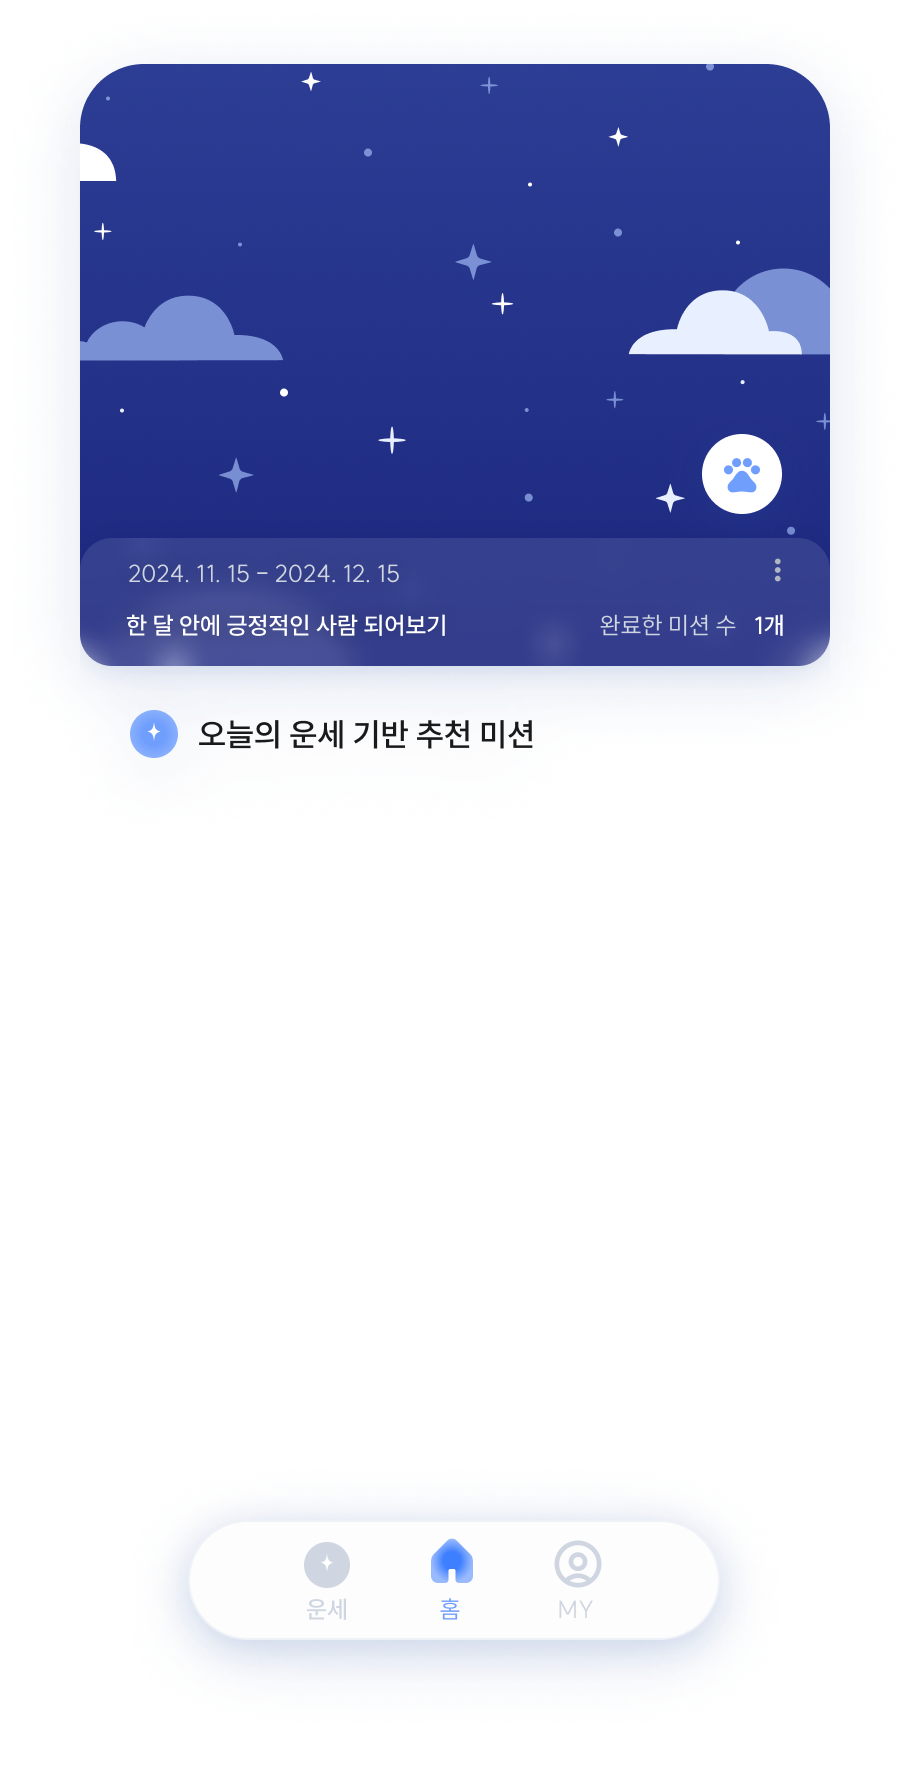 2024. 11. 15 - 2024. 12. 15
한 달 안에 긍정적인 사람 되어보기
완료한 미션 수 1개
오늘의 운세 기반 추천 미션
운세
홈
MY